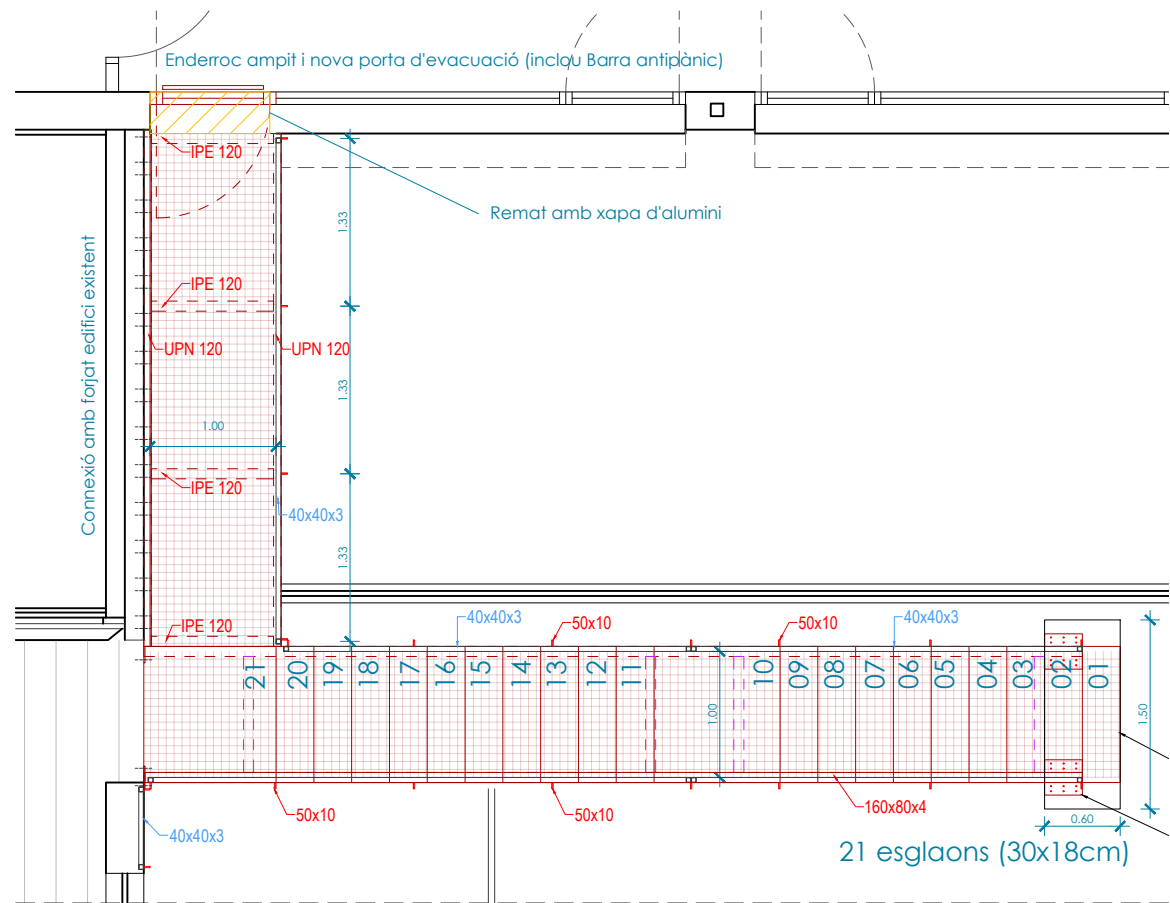 Enderroc ampit i nova porta d'evacuació (inclou Barra antipànic)
IPE 120
Remat amb xapa d'alumini
1.33
Connexió amb forjat edifici existent
IPE 120
UPN 120
UPN 120
1.33
1.00
IPE 120
40x40x3
1.33
IPE 120
40x40x3
50x10
50x10
40x40x3
21
20
19
18
17
16
15
14
13
12
11
10
09
08
07
06
05
04
03
02
01
1.00
1.50
50x10
50x10
160x80x4
40x40x3
0.60
21 esglaons (30x18cm)